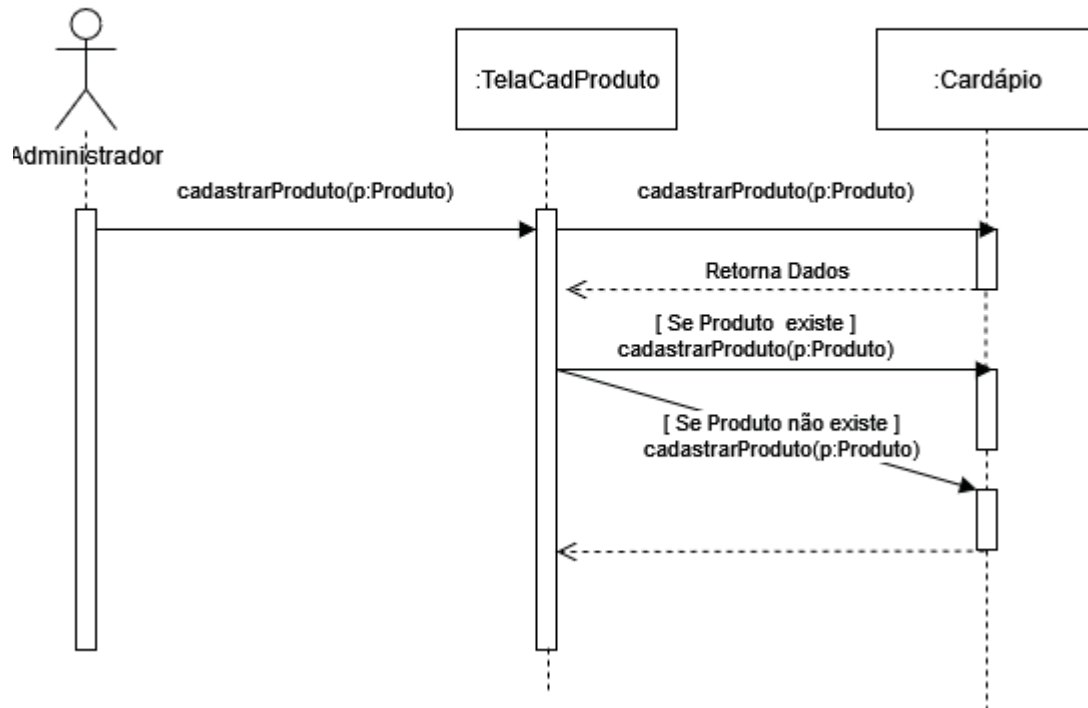 :TelaCadProduto
:Cardápio
Administrador
cadastrarProduto(p:Produto)
cadastrarProduto(p:Produto)
Retorna Dados
[ Se Produto  existe ]
cadastrarProduto(p:Produto)
[ Se Produto não existe ]
cadastrarProduto(p:Produto)